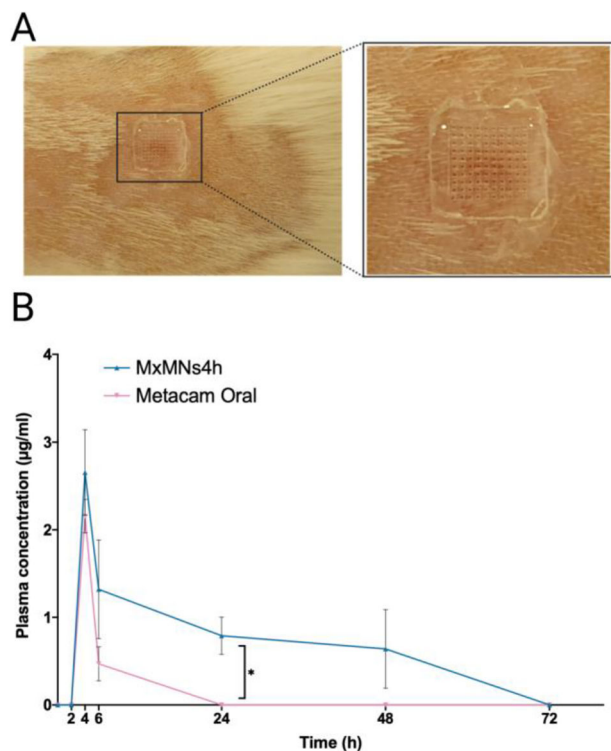 A
B
4
MxMNs4h
Metacam Oral
3
2
1
0
*
Plasma concentration (µg/ml)
2 4 6 24 48 72
Time (h)